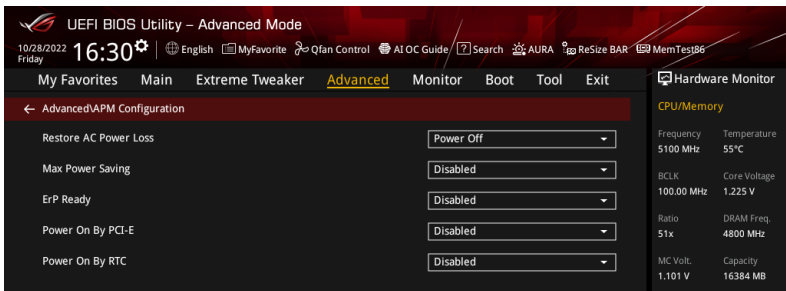 UEFI BIOS Utility – Advanced Mode
10/28/2022 Friday 16:30 English MyFavorite Qfan Control AI OC Guide ? Search AURA ReSize BAR MemTest86
My Favorites Main Extreme Tweaker Advanced Monitor Boot Tool Exit Hardware Monitor
← Advanced\APM Configuration
CPU/Memory
Restore AC Power Loss Power Off
Frequency Temperature
5100 MHz 55°C
Max Power Saving Disabled
BCLK Core Voltage
100.00 MHz 1.225 V
ErP Ready Disabled
Ratio DRAM Freq.
51x 4800 MHz
Power On By PCI-E Disabled
Power On By RTC Disabled
MC Volt. Capacity
1.101 V 16384 MB